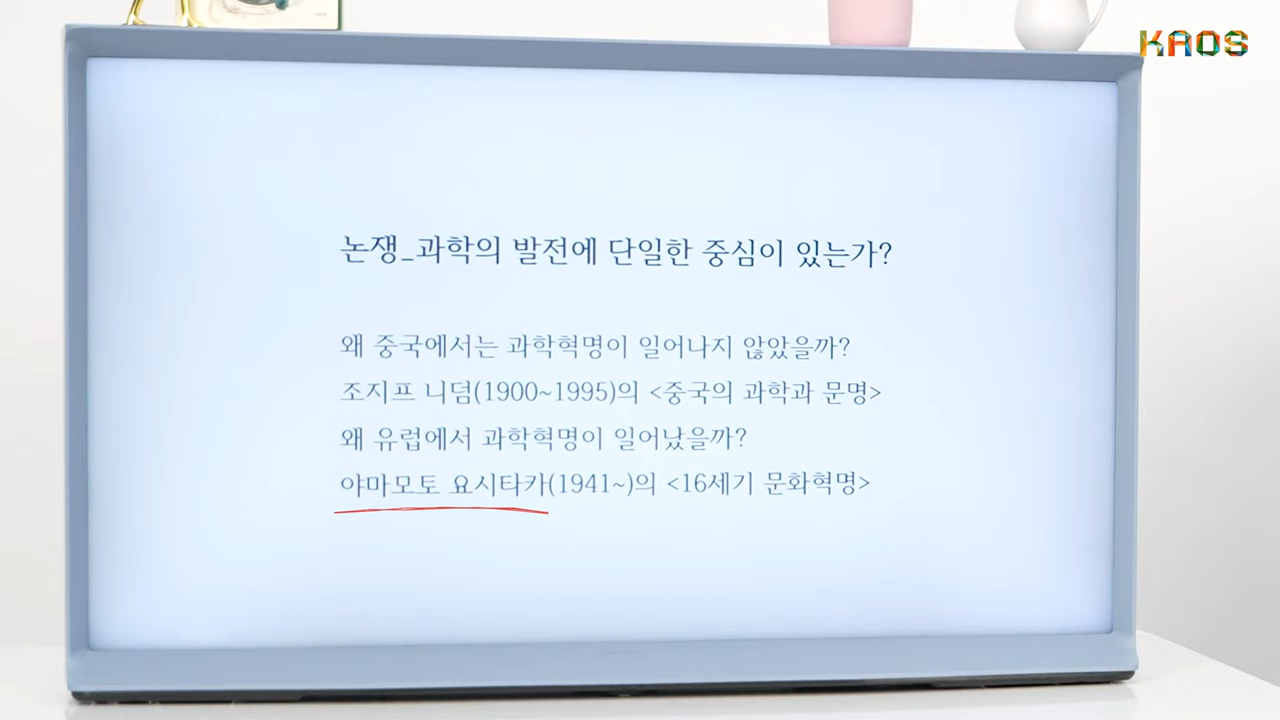 KAOS
논쟁_과학의 발전에 단일한 중심이 있는가?
왜 중국에서는 과학혁명이 일어나지 않았을까?
조지프 니덤(1900~1995)의 <중국의 과학과 문명>
왜 유럽에서 과학혁명이 일어났을까?
야마모토 요시타카(1941~)의 <16세기 문화혁명>